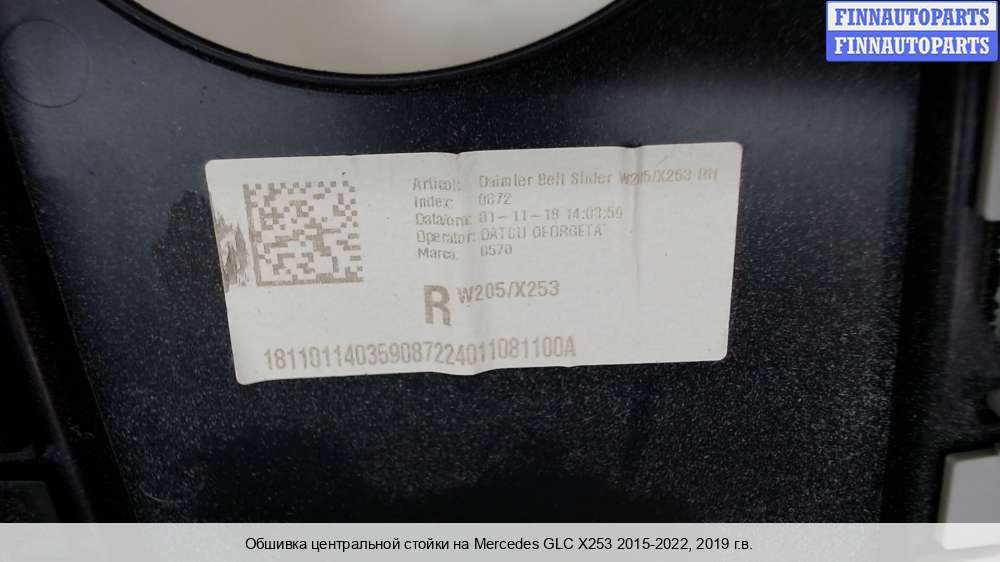 FINNAUTOPARTS
FINNAUTOPARTS
Articol: Daimler Belt Slider W205/X253 RH
Index: 0872
Data/ora: 01-11-18 14:03:59
Operator: DATCU GEORGETA
Marca: 6570
R W205/X253
181101140359087224011081100A
Обшивка центральной стойки на Mercedes GLC X253 2015-2022, 2019 г.в.